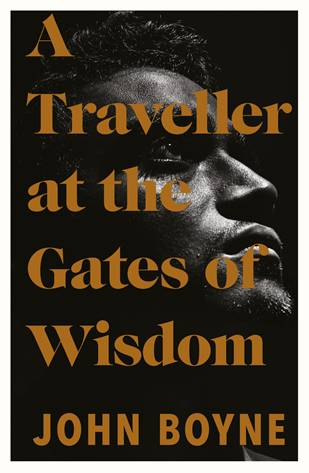 A
Traveller
at the
Gates of
Wisdom
JOHN BOYNE